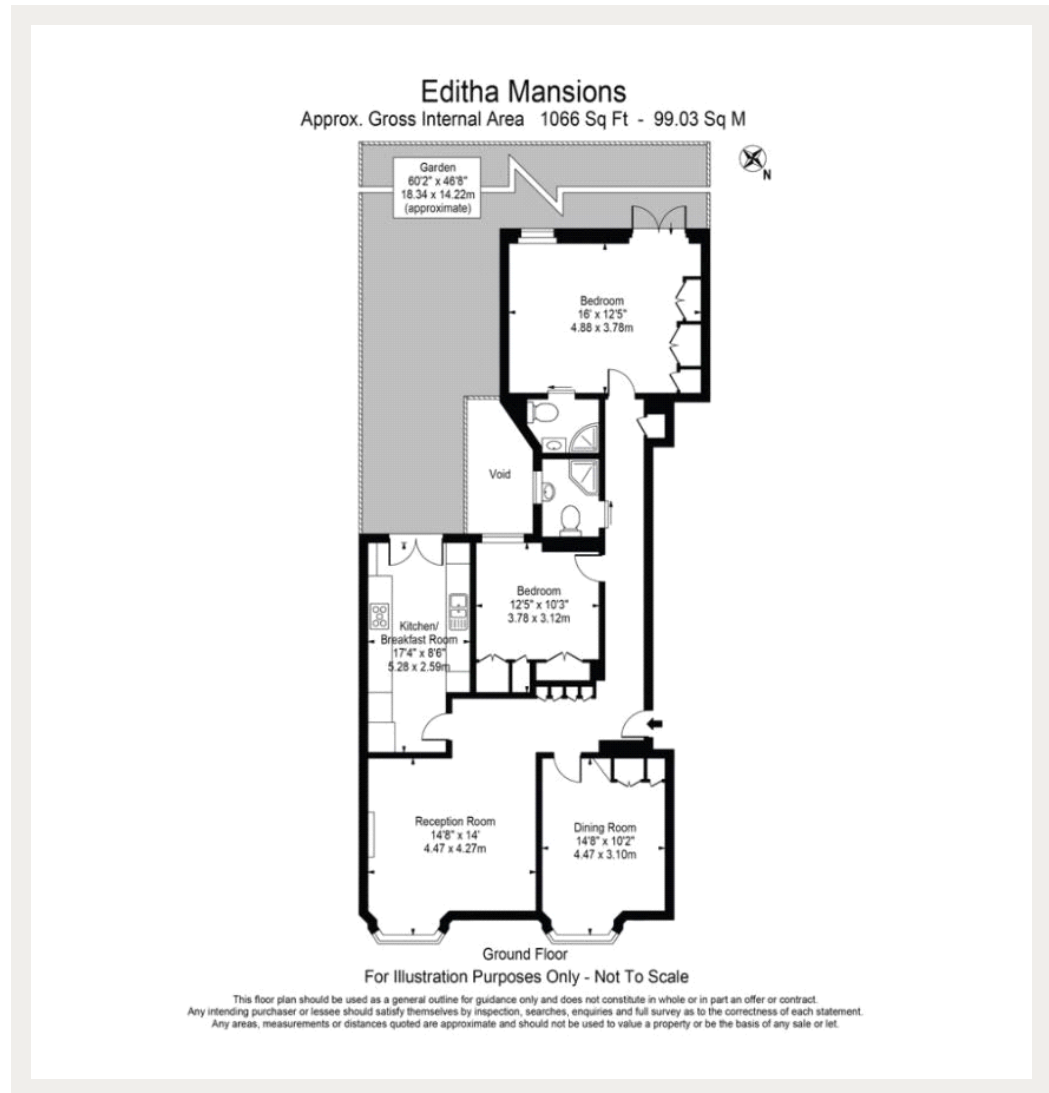 Editha Mansions
Approx. Gross Internal Area 1066 Sq Ft - 99.03 Sq M
N
Garden
60'2" x 46'8"
18.34 x 14.22m
(approximate)
Bedroom
16' x 12'5"
4.88 x 3.78m
Void
Bedroom
12'5" x 10'3"
3.78 x 3.12m
Kitchen/
Breakfast Room
17'4" x 8'6"
5.28 x 2.59m
Reception Room
14'8" x 14'
4.47 x 4.27m
Dining Room
14'8" x 10'2"
4.47 x 3.10m
Ground Floor
For Illustration Purposes Only - Not To Scale
This floor plan should be used as a general outline for guidance only and does not constitute in whole or in part an offer or contract.
Any intending purchaser or lessee should satisfy themselves by inspection, searches, enquiries and full survey as to the correctness of each statement.
Any areas, measurements or distances quoted are approximate and should not be used to value a property or be the basis of any sale or let.